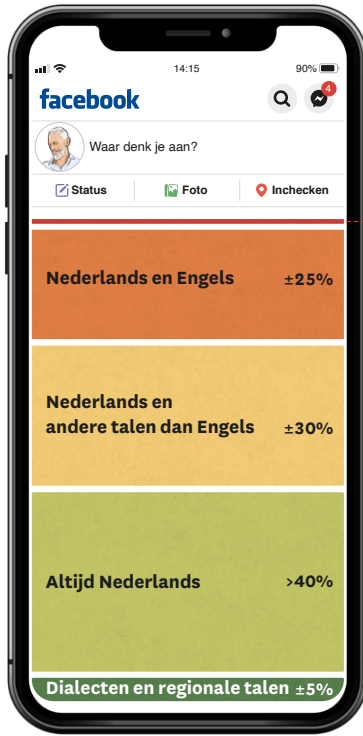 14:15
90%
facebook
4
Waar denk je aan?
Status Foto Inchecken
Nederlands en Engels ±25%
Nederlands en
andere talen dan Engels ±30%
Altijd Nederlands >40%
Dialecten en regionale talen ±5%